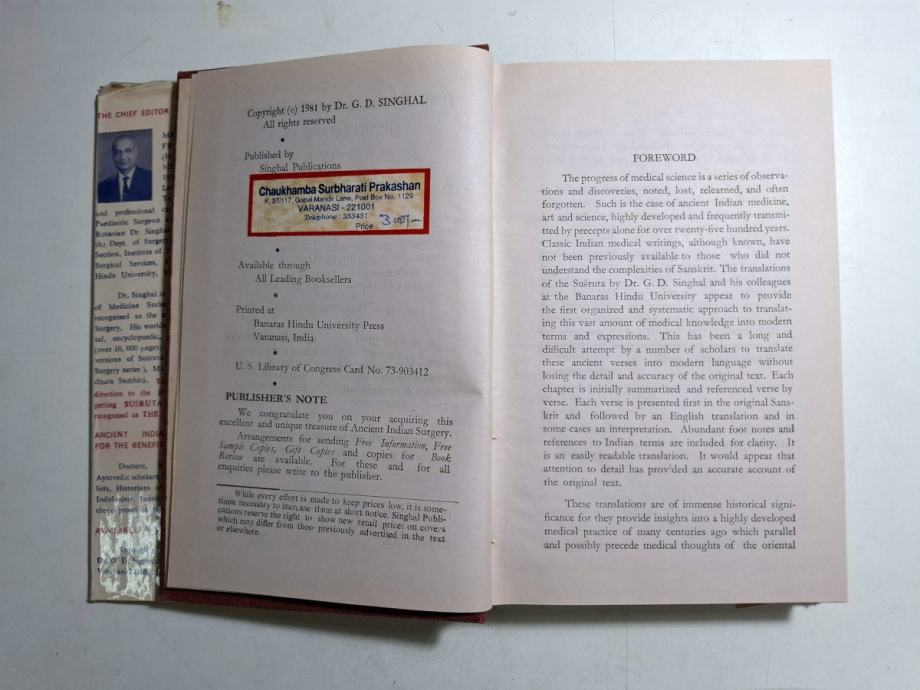 THE CHIEF EDITOR
and professional
Paediatric Surgeon
Rotarian Dr Singh
th.; Dept. of Surger
Section, Institute of
Surgical Services,
Hindu University,
Dr. Singhal i
of Medicine Socie
recognised as the
Surgery. His world
tal, encyclopaedic,
(over 10, 000 pages)
versions of Suśruta
Surgery series ), M
dhara Saṁhitā.
direction to the
getting SUŚRUTA
recognised as THE
ANCIENT INDIA
FOR THE BENEFIT
Doctors,
Ayurvedic scholars
lists, Historians of
Indologists,
those proud in th
AVAILABLE
Through
Dr. G. D. Singhal
Varanasi-
Copyright (c) 1981 by Dr. G. D. SINGHAL
All rights reserved
Published by
Singhal Publications
Chaukhamba Surbharati Prakashan
K. 37/117, Gopal Mandir Lane, Post Box No. 1129
VARANASI - 221001
Telephone : 333431
Price
Available through
All Leading Booksellers
Printed at
Banaras Hindu University Press
Varanasi, India
U. S. Library of Congress Card No. 73-903412
PUBLISHER'S NOTE
We congratulate you on your acquiring this
excellent and unique treasure of Ancient Indian Surgery.
Arrangements for sending Free Information, Free
Sample Copies, Gift Copies and copies for Book
Review are available. For these and for all
enquiries please write to the publisher.
While every effort is made to keep prices low, it is some-
times necessary to increase them at short notice. Singhal Publi-
cations reserve the right to show new retail prices on covers
which may differ from those previously advertised in the text
or elsewhere.
FOREWORD
The progress of medical science is a series of observa-
tions and discoveries, noted, lost, relearned, and often
forgotten. Such is the case of ancient Indian medicine,
art and science, highly developed and frequently transmi-
tted by precepts alone for over twenty-five hundred years.
Classic Indian medical writings, although known, have
not been previously available to those who did not
understand the complexities of Sanskrit. The translations
of the Suśruta by Dr. G. D. Singhal and his colleagues
at the Banaras Hindu University appear to provide
the first organized and systematic approach to translat-
ing this vast amount of medical knowledge into modern
terms and expressions. This has been a long and
difficult attempt by a number of scholars to translate
these ancient verses into modern language without
losing the detail and accuracy of the original text. Each
chapter is initially summarized and referenced verse by
verse. Each verse is presented first in the original Sans-
krit and followed by an English translation and in
some cases an interpretation. Abundant foot notes and
references to Indian terms are included for clarity. It
is an easily readable translation. It would appear that
attention to detail has provided an accurate account of
the original text.
These translations are of immense historical signi-
ficance for they provide insights into a highly developed
medical practice of many centuries ago which parallel
and possibly precede medical thoughts of the oriental